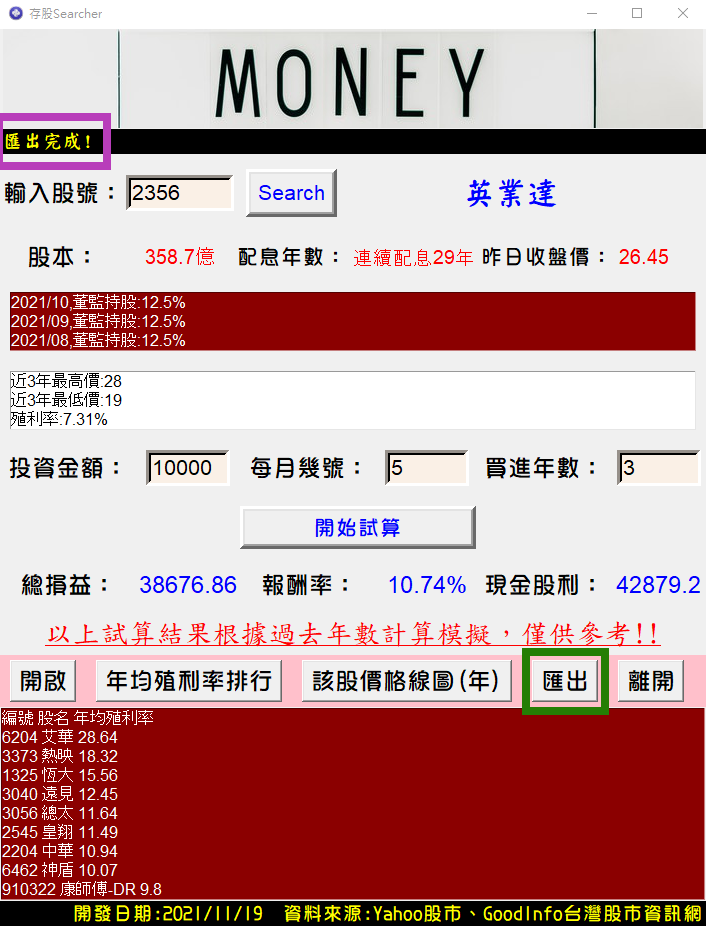 存股Searcher
MONEY
匯出完成!
輸入股號： 2356 Search 英業達
股本： 358.7億 配息年數： 連續配息29年 昨日收盤價： 26.45
2021/10,董監持股:12.5%
2021/09,董監持股:12.5%
2021/08,董監持股:12.5%
近3年最高價:28
近3年最低價:19
殖利率:7.31%
投資金額： 10000 每月幾號： 5 買進年數： 3
開始試算
總損益： 38676.86 報酬率： 10.74% 現金股利： 42879.2
以上試算結果根據過去年數計算模擬，僅供參考!!
開啟 年均殖利率排行 該股價格線圖(年) 匯出 離開
編號 股名 年均殖利率
6204 艾華 28.64
3373 熱映 18.32
1325 恆大 15.56
3040 遠見 12.45
3056 總太 11.64
2545 皇翔 11.49
2204 中華 10.94
6462 神盾 10.07
910322 康師傅-DR 9.8
開發日期:2021/11/19 資料來源:Yahoo股市、GoodInfo台灣股市資訊網